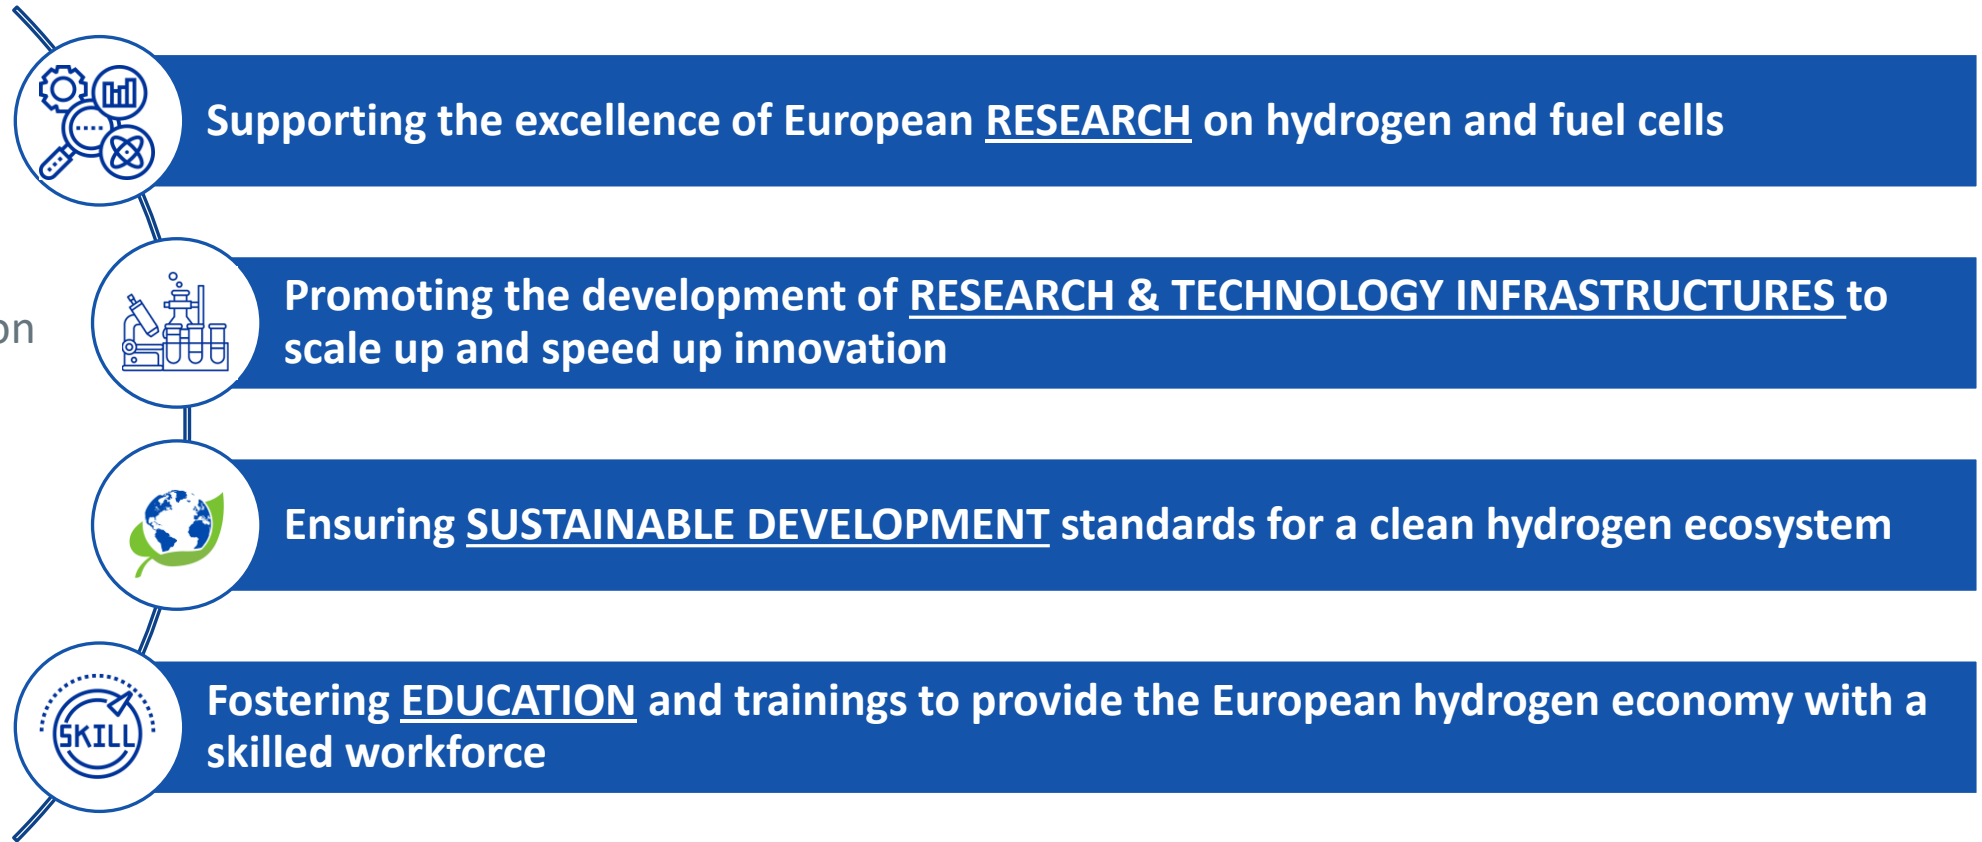 Supporting the excellence of European RESEARCH on hydrogen and fuel cells
Promoting the development of RESEARCH & TECHNOLOGY INFRASTRUCTURES to
scale up and speed up innovation
on
Ensuring SUSTAINABLE DEVELOPMENT standards for a clean hydrogen ecosystem
Fostering EDUCATION and trainings to provide the European hydrogen economy with a
skilled workforce
SKILL